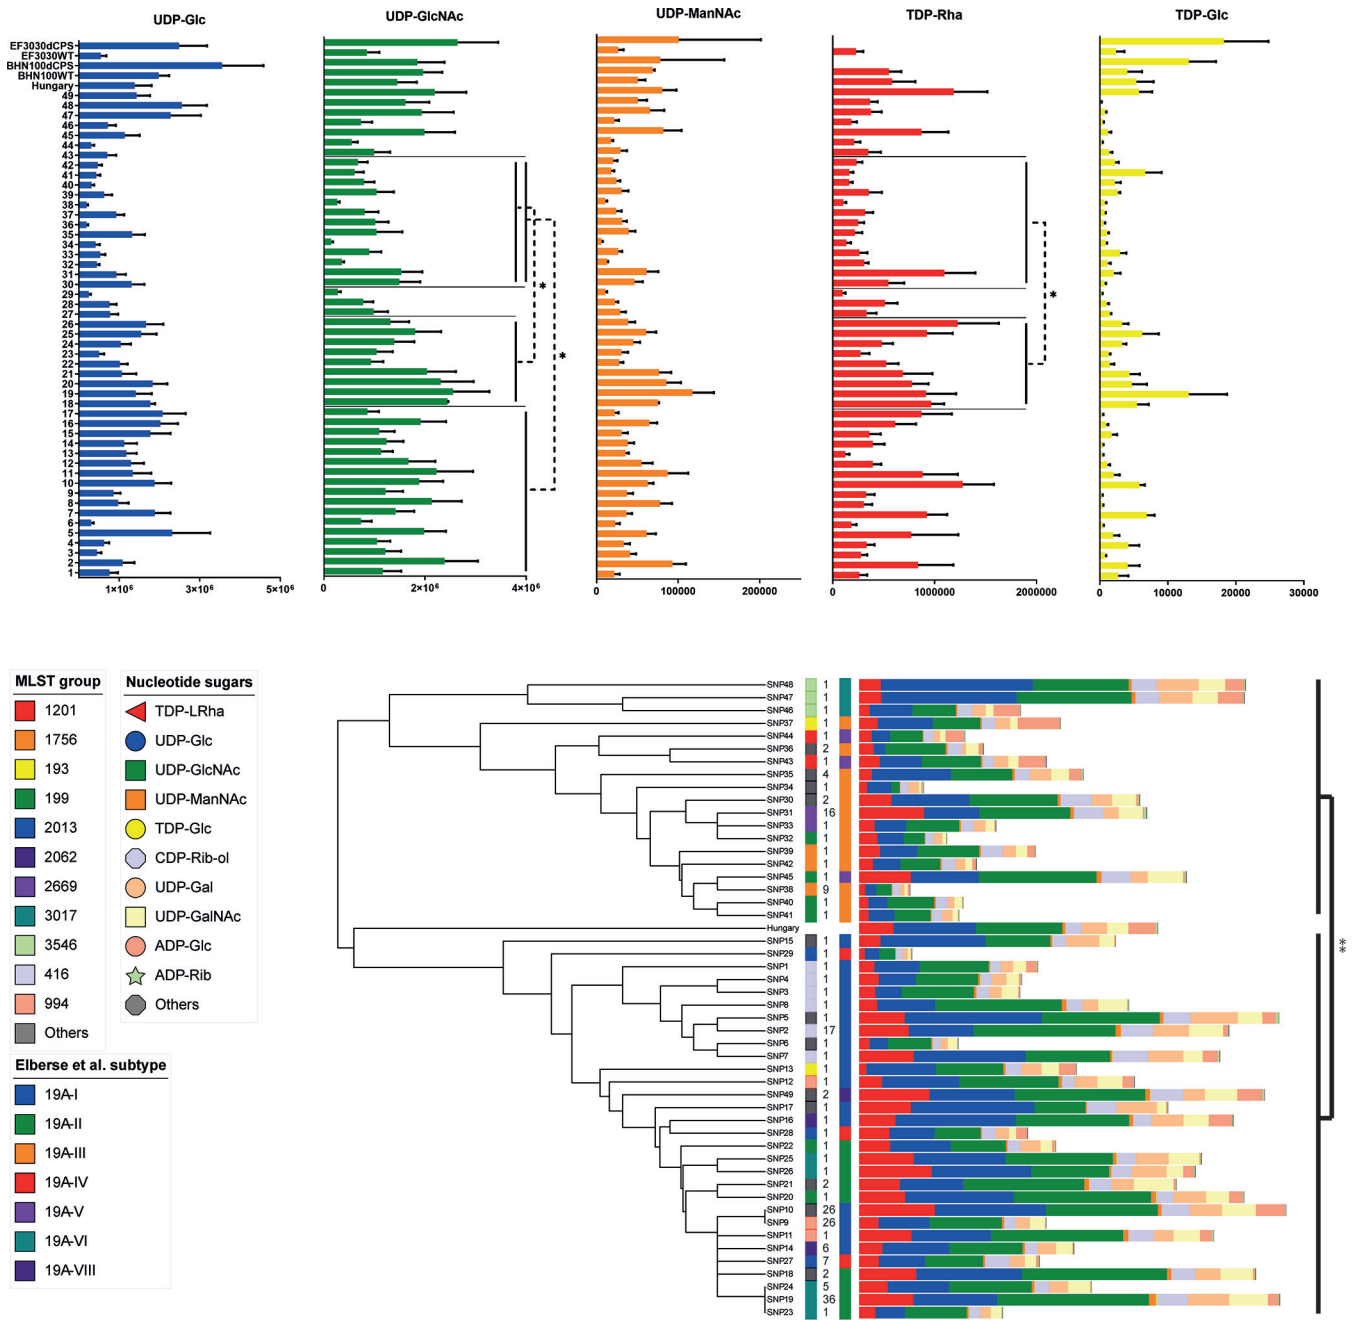 UDP-Glc
UDP-GlcNAc
UDP-ManNAc
TDP-Rha
TDP-Glc
EF3030dCPS
EF3030WT
BHN100dCPS
BHN100WT
Hungary
49
48
47
46
45
44
43
42
41
40
39
38
37
36
35
34
33
32
31
30
29
28
27
26
25
24
23
22
21
20
19
18
17
16
15
14
13
12
11
10
9
8
7
6
5
4
3
2
1
* * *
1×10⁶ 3×10⁶ 5×10⁶
0 2×10⁶ 4×10⁶
0 100000 200000
0 1000000 2000000
0 10000 20000 30000
MLST group
1201
1756
193
199
2013
2062
2669
3017
3546
416
994
Others
Nucleotide sugars
TDP-LRha
UDP-Glc
UDP-GlcNAc
UDP-ManNAc
TDP-Glc
CDP-Rib-ol
UDP-Gal
UDP-GalNAc
ADP-Glc
ADP-Rib
Others
Elberse et al. subtype
19A-I
19A-II
19A-III
19A-IV
19A-V
19A-VI
19A-VIII
SNP48 1
SNP47 1
SNP46 1
SNP37 1
SNP44 1
SNP36 2
SNP43 1
SNP35 4
SNP34 1
SNP30 2
SNP31 16
SNP33 1
SNP32 1
SNP39 1
SNP42 1
SNP45 1
SNP38 9
SNP40 1
SNP41 1
Hungary
SNP15 1
SNP29 1
SNP1 1
SNP4 1
SNP3 1
SNP8 1
SNP5 1
SNP2 17
SNP6 1
SNP7 1
SNP13 1
SNP12 1
SNP49 2
SNP17 1
SNP16 1
SNP28 1
SNP22 1
SNP25 1
SNP26 1
SNP21 2
SNP20 1
SNP10 26
SNP9 26
SNP11 1
SNP14 6
SNP27 7
SNP18 2
SNP24 5
SNP19 36
SNP23 1
**